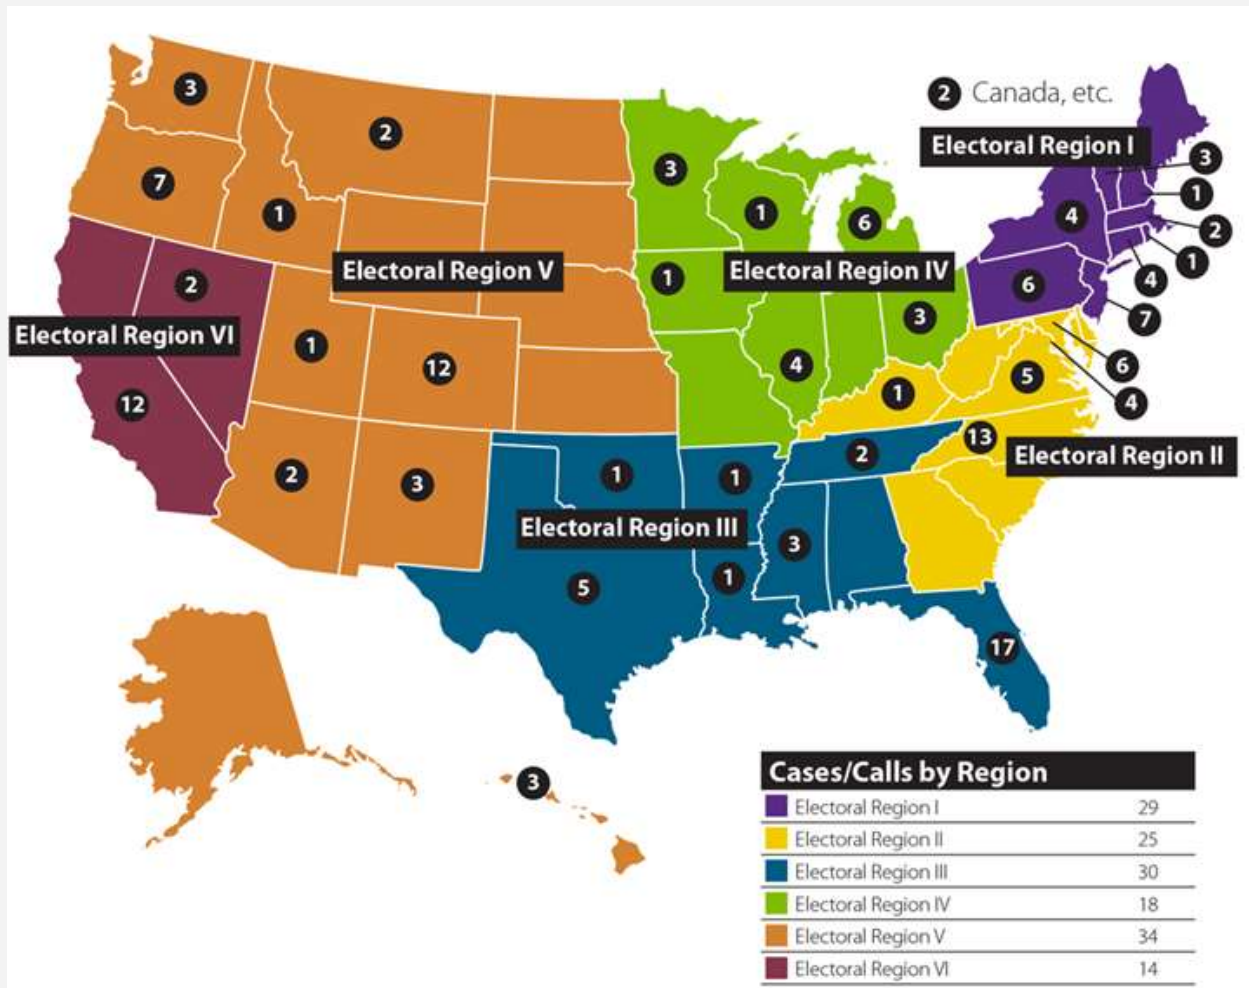 2 Canada, etc.
Electoral Region I
3
3
2
7
3
1
1
2
1
6
4
1
4
2
1
Electoral Region V
Electoral Region IV
1
6
4
2
7
Electoral Region VI
3
1
12
4
6
5
1
4
12
13
Electoral Region II
2
2
3
1
1
Electoral Region III
3
5
1
17
3
Cases/Calls by Region
Electoral Region I 29
Electoral Region II 25
Electoral Region III 30
Electoral Region IV 18
Electoral Region V 34
Electoral Region VI 14